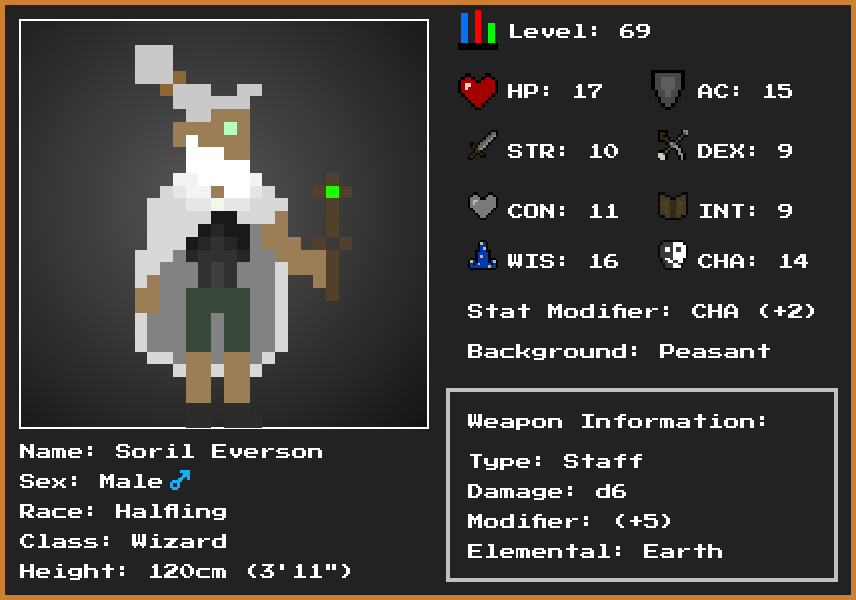 Level: 69
HP: 17
AC: 15
STR: 10
DEX: 9
CON: 11
INT: 9
WIS: 16
CHA: 14
Stat Modifier: CHA (+2)
Background: Peasant
Weapon Information:
Type: Staff
Damage: d6
Modifier: (+5)
Elemental: Earth
Name: Soril Everson
Sex: Male ♂
Race: Halfling
Class: Wizard
Height: 120cm (3'11")